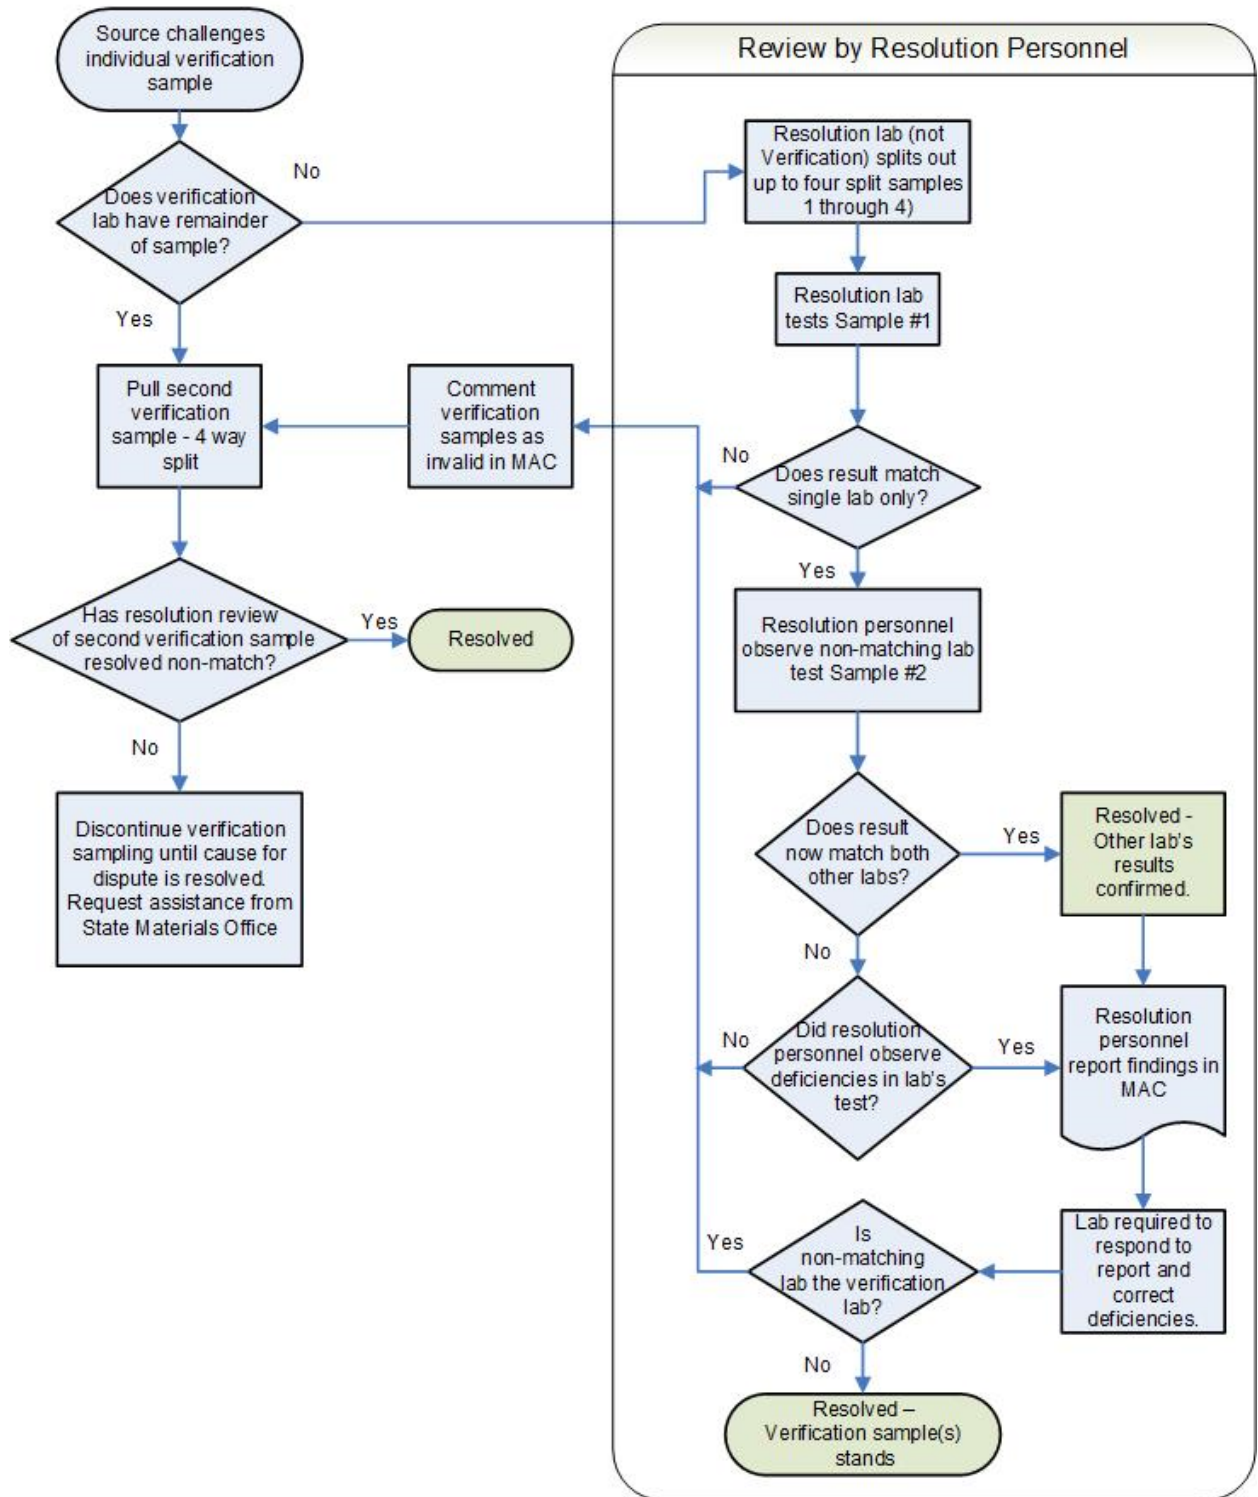 Source challenges
individual verification
sample
Does verification
lab have remainder
of sample?
No
Yes
Pull second
verification
sample - 4 way
split
Comment
verification
samples as
invalid in MAC
Has resolution review
of second verification sample
resolved non-match?
Yes
Resolved
No
Discontinue verification
sampling until cause for
dispute is resolved.
Request assistance from
State Materials Office
Review by Resolution Personnel
Resolution lab (not
Verification) splits out
up to four split samples
1 through 4)
Resolution lab
tests Sample #1
No
Does result match
single lab only?
Yes
Resolution personnel
observe non-matching lab
test Sample #2
Does result
now match both
other labs?
Yes
Resolved -
Other lab's
results
confirmed.
No
No
Did resolution
personnel observe
deficiencies in lab's
test?
Yes
Resolution
personnel
report findings in
MAC
Lab required to
respond to
report and
correct
deficiencies.
Yes
Is
non-matching
lab the verification
lab?
No
Resolved –
Verification sample(s)
stands